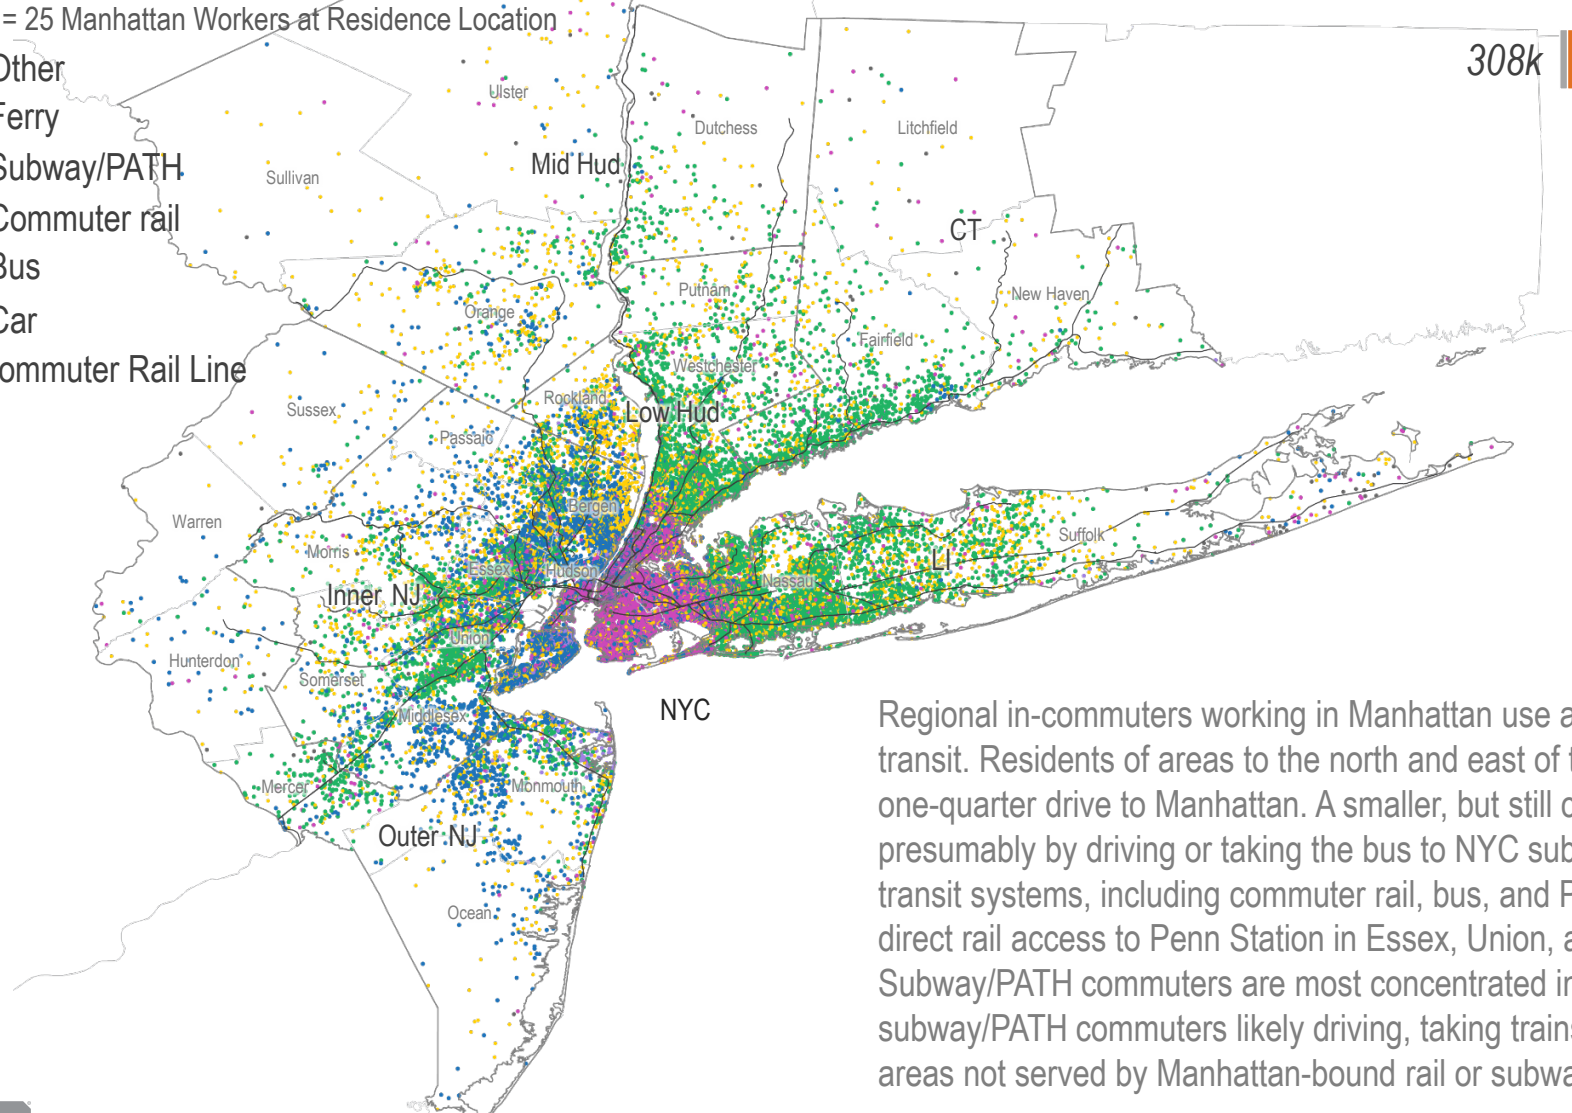 = 25 Manhattan Workers at Residence Location
Other
Ferry
Subway/PATH
Commuter rail
Bus
Car
ommuter Rail Line
308k
Ulster
Dutchess
Litchfield
Mid Hud
Sullivan
CT
Putnam
New Haven
Orange
Fairfield
Westchester
Rockland
Low Hud
Sussex
Passaic
Bergen
Warren
Suffolk
Morris
LI
Essex
Hudson
Nassau
Inner NJ
Union
Hunterdon
Somerset
NYC
Middlesex
Mercer
Monmouth
Outer NJ
Ocean
Regional in-commuters working in Manhattan use a
transit. Residents of areas to the north and east of t
one-quarter drive to Manhattan. A smaller, but still c
presumably by driving or taking the bus to NYC sub
transit systems, including commuter rail, bus, and P
direct rail access to Penn Station in Essex, Union, a
Subway/PATH commuters are most concentrated in
subway/PATH commuters likely driving, taking trains
areas not served by Manhattan-bound rail or subwa